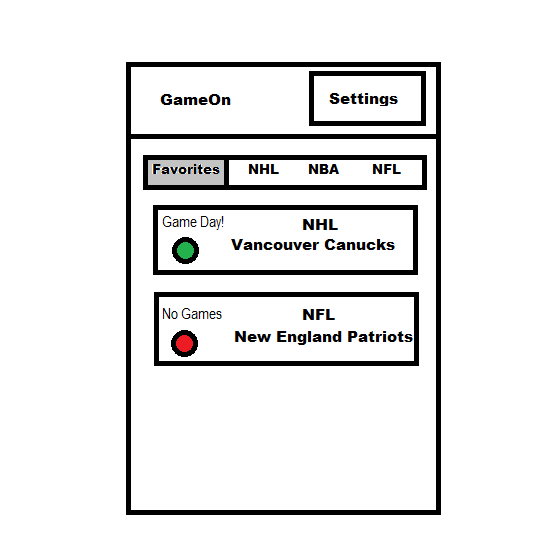 GameOn
Settings
Favorites NHL NBA NFL
Game Day!
NHL
Vancouver Canucks
No Games
NFL
New England Patriots